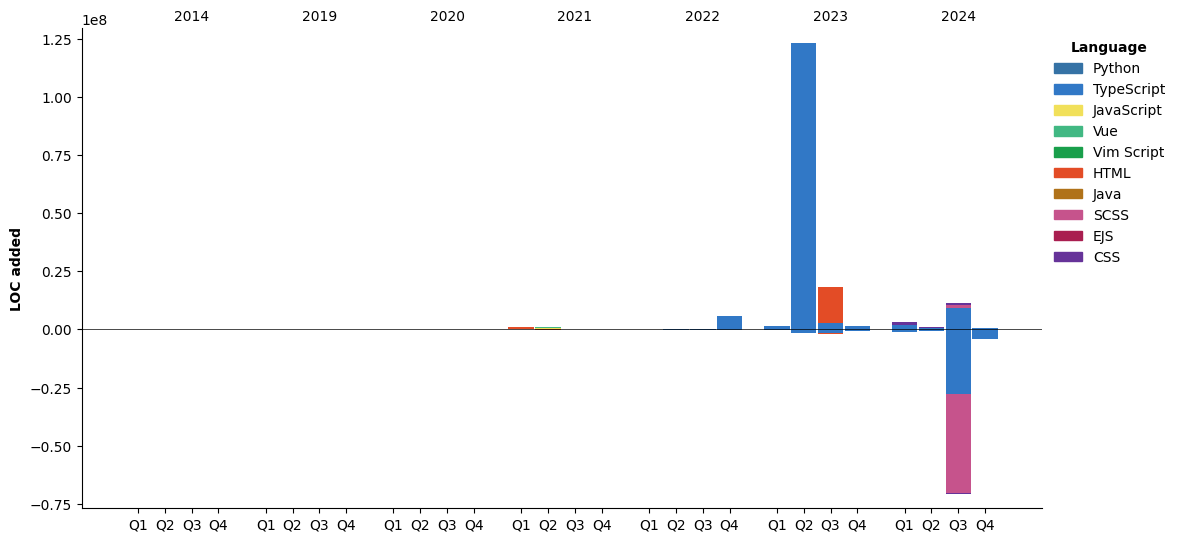 1e8
2014 2019 2020 2021 2022 2023 2024
1.25
1.00
0.75
0.50
0.25
0.00
−0.25
−0.50
−0.75
LOC added
Q1 Q2 Q3 Q4 Q1 Q2 Q3 Q4 Q1 Q2 Q3 Q4 Q1 Q2 Q3 Q4 Q1 Q2 Q3 Q4 Q1 Q2 Q3 Q4 Q1 Q2 Q3 Q4
Language
Python
TypeScript
JavaScript
Vue
Vim Script
HTML
Java
SCSS
EJS
CSS